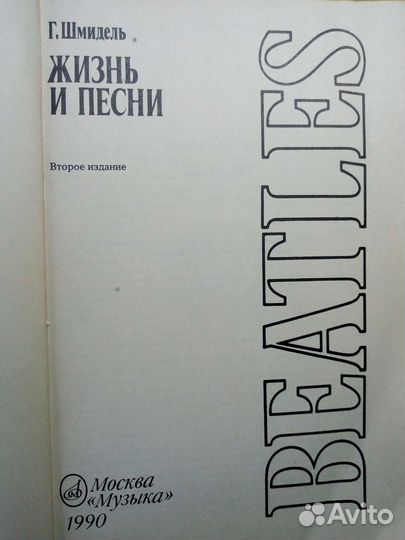 Г. Шмидель
ЖИЗНЬ
И ПЕСНИ
BEATLES
Второе издание
Москва
«Музыка»
1990
Avito